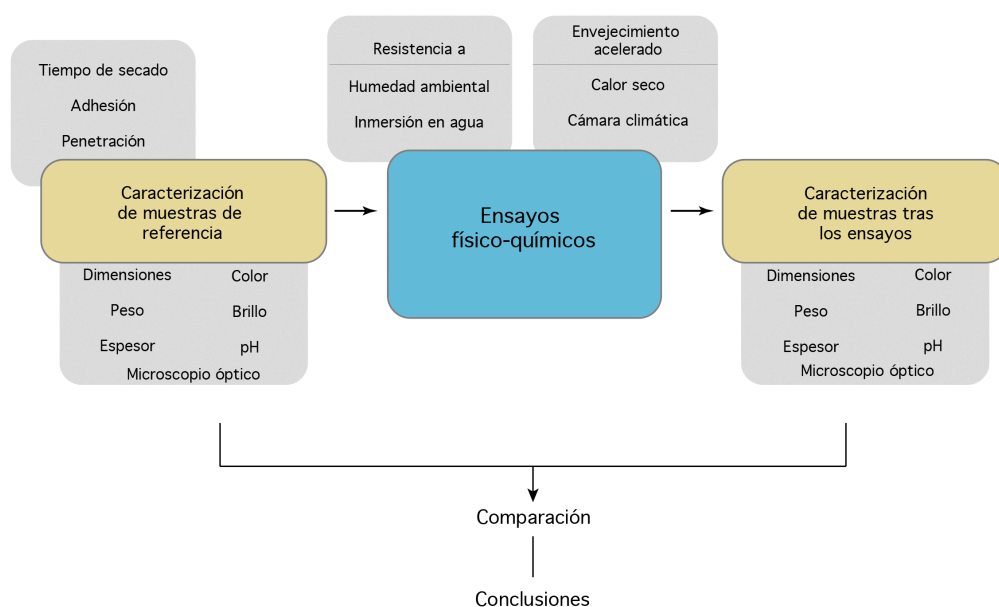 Tiempo de secado
Adhesión
Penetración
Caracterización
de muestras de
referencia
Dimensiones
Color
Peso
Brillo
Espesor
pH
Microscopio óptico
Resistencia a
Humedad ambiental
Inmersión en agua
Envejecimiento
acelerado
Calor seco
Cámara climática
Ensayos
físico-químicos
Caracterización
de muestras tras
los ensayos
Dimensiones
Color
Peso
Brillo
Espesor
pH
Microscopio óptico
Comparación
Conclusiones